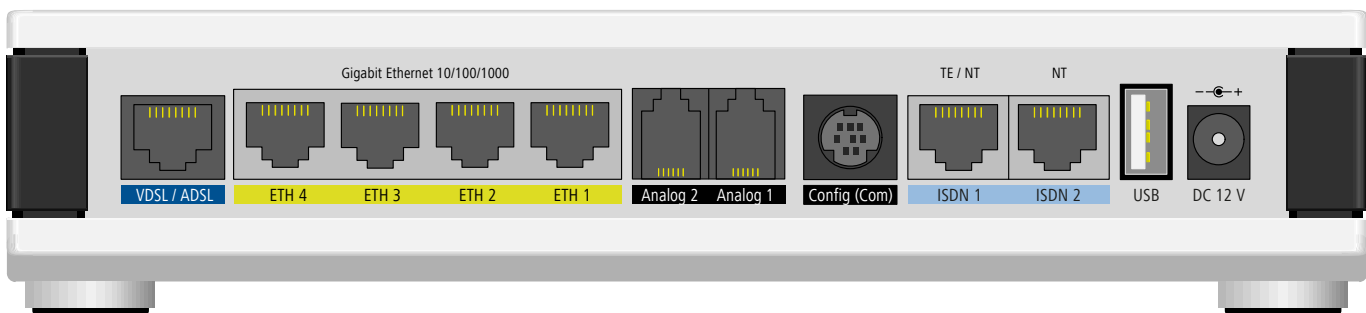 Gigabit Ethernet 10/100/1000
TE / NT
NT
- +
VDSL / ADSL
ETH 4
ETH 3
ETH 2
ETH 1
Analog 2
Analog 1
Config (Com)
ISDN 1
ISDN 2
USB
DC 12 V